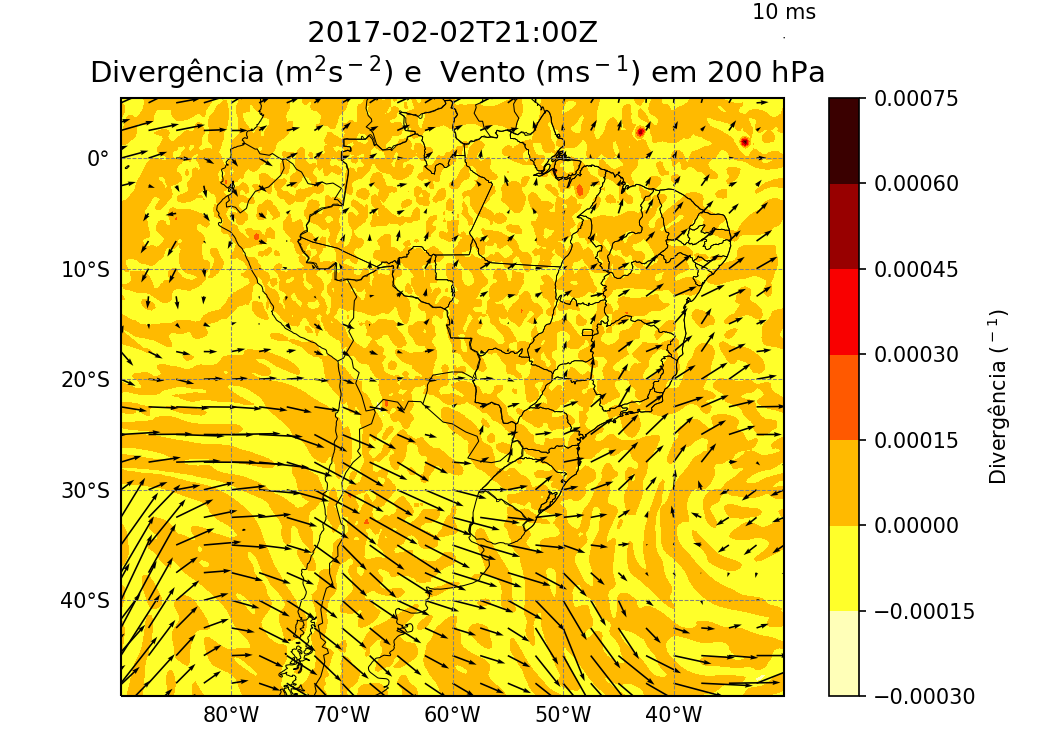 10 ms
2017-02-02T21:00Z
Divergência (m²s⁻²) e  Vento (ms⁻¹) em 200 hPa
0°
10°S
20°S
30°S
40°S
80°W
70°W
60°W
50°W
40°W
0.00075
0.00060
0.00045
0.00030
0.00015
0.00000
−0.00015
−0.00030
Divergência (⁻¹)